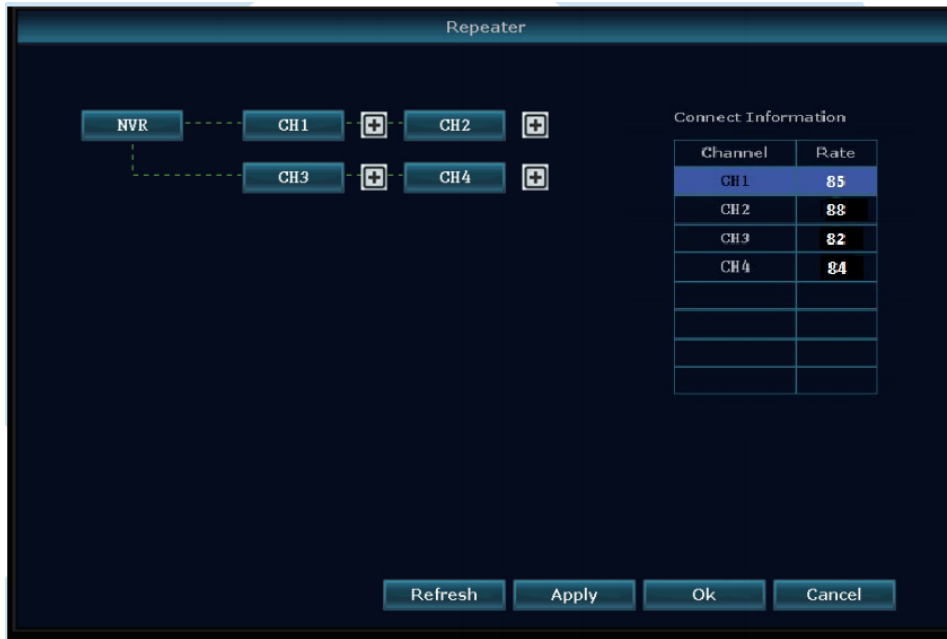 Repeater
NVR CH1 CH2
CH3 CH4
Connect Information
Channel Rate
CH1 85
CH2 88
CH3 82
CH4 84
Refresh Apply Ok Cancel